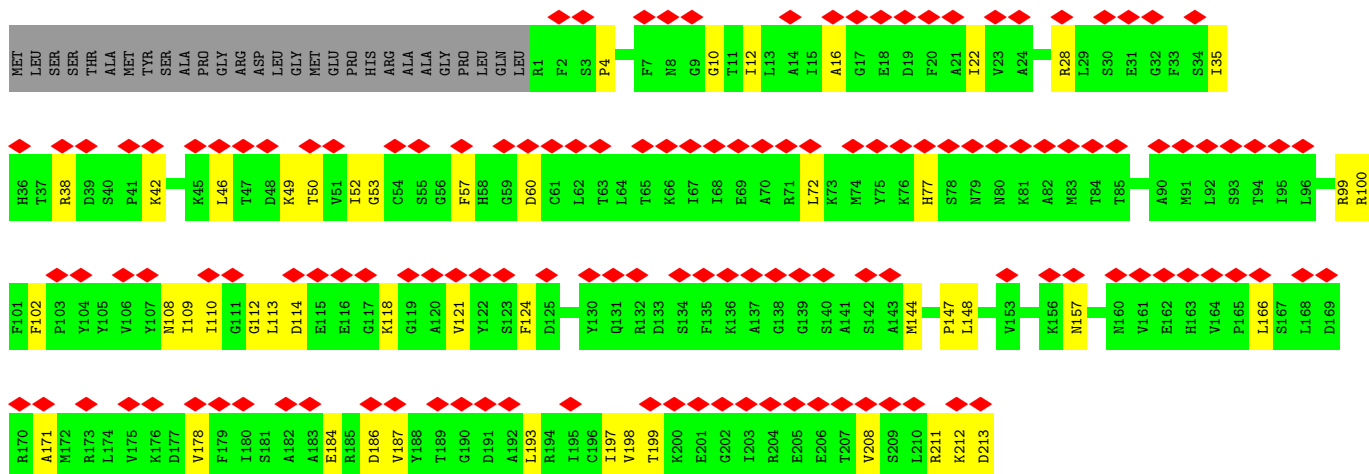 MET LEU SER SER THR ALA MET TYR SER ALA PRO GLY ARG ASP LEU GLY MET GLU PRO HIS ARG ALA ALA GLY PRO LEU GLN LEU R1 F2 S3 P4 F7 N8 G9 G10 T11 I12 L13 A14 I15 A16 G17 E18 D19 F20 A21 I22 V23 A24 R28 L29 S30 E31 G32 F33 S34 I35
H36 T37 R38 D39 S40 P41 K42 K45 L46 T47 D48 K49 T50 V51 I52 G53 C54 S55 G56 F57 H58 G59 D60 C61 L62 T63 L64 T65 K66 I67 I68 E69 A70 R71 L72 K73 M74 Y75 K76 H77 S78 N79 N80 K81 A82 M83 T84 T85 A90 M91 L92 S93 T94 I95 L96 R99 R100
F101 F102 P103 Y104 Y105 V106 Y107 N108 I109 I110 G111 G112 L113 D114 E115 E116 G117 K118 G119 A120 V121 Y122 S123 F124 D125 Y130 Q131 R132 D133 S134 F135 K136 A137 G138 G139 S140 A141 S142 A143 M144 P147 L148 V153 K156 N157 N160 V161 E162 H163 V164 P165 L166 S167 L168 D169
R170 A171 M172 R173 L174 V175 K176 D177 V178 F179 I180 S181 A182 A183 E184 R185 D186 V187 Y188 T189 G190 D191 A192 L193 R194 I195 C196 I197 V198 T199 K200 E201 G202 I203 R204 E205 E206 T207 V208 S209 L210 R211 K212 D213